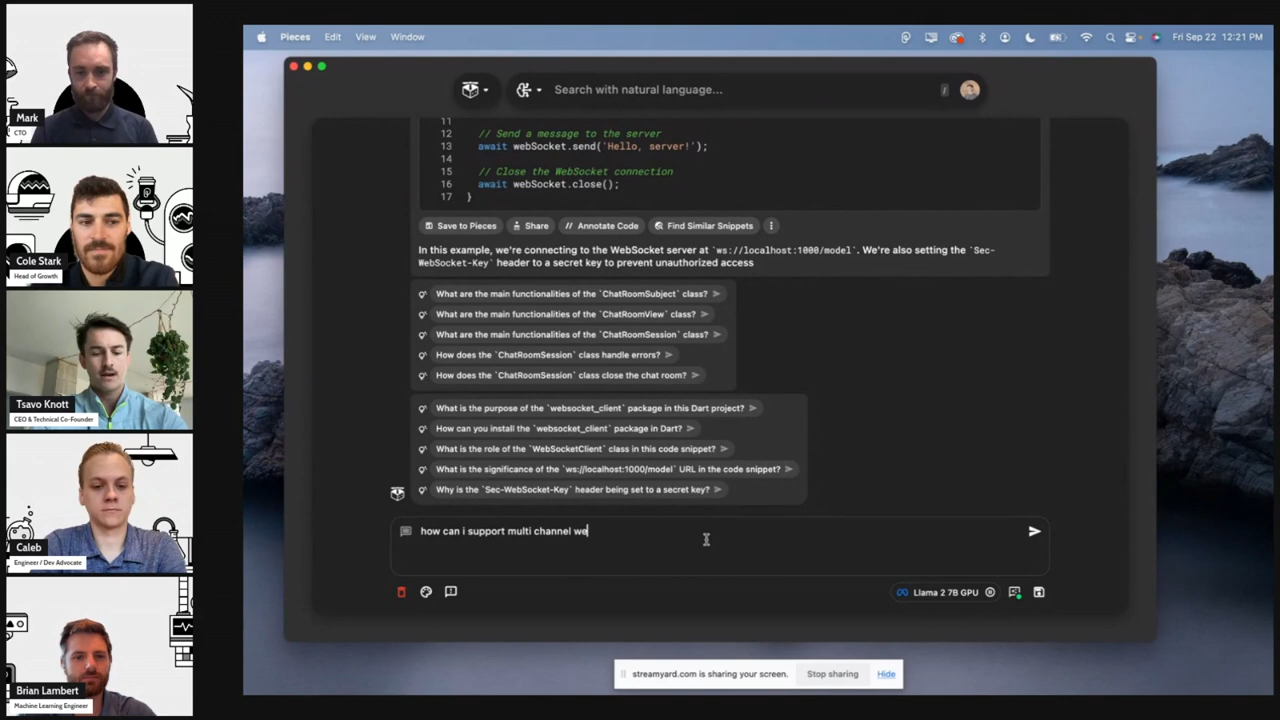 Mark
CTO
Cole Stark
Head of Growth
Tsavo Knott
CEO & Technical Co-Founder
Caleb
Engineer / Dev Advocate
Brian Lambert
Machine Learning Engineer
Pieces Edit View Window
Fri Sep 22 12:21 PM
Search with natural language...
/
11
12 // Send a message to the server
13 await webSocket.send('Hello, server!');
14
15 // Close the WebSocket connection
16 await webSocket.close();
17 }
Save to Pieces Share // Annotate Code Find Similar Snippets
In this example, we're connecting to the WebSocket server at `ws://localhost:1000/model`. We're also setting the `Sec-
WebSocket-Key` header to a secret key to prevent unauthorized access
What are the main functionalities of the `ChatRoomSubject` class?
What are the main functionalities of the `ChatRoomView` class?
What are the main functionalities of the `ChatRoomSession` class?
How does the `ChatRoomSession` class handle errors?
How does the `ChatRoomSession` class close the chat room?
What is the purpose of the `websocket_client` package in this Dart project?
How can you install the `websocket_client` package in Dart?
What is the role of the `WebSocketClient` class in this code snippet?
What is the significance of the `ws://localhost:1000/model` URL in the code snippet?
Why is the `Sec-WebSocket-Key` header being set to a secret key?
how can i support multi channel we
Llama 2 7B GPU
streamyard.com is sharing your screen. Stop sharing Hide